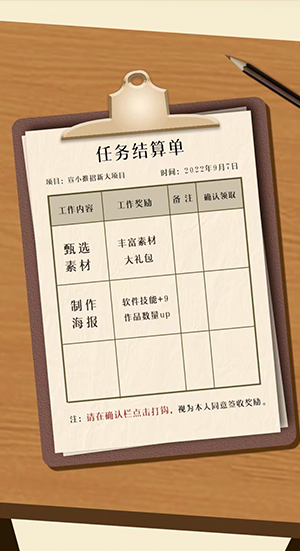 任务结算单
项目：宣小推招新大项目 时间：2022年9月7日
工作内容 工作奖励 备注 确认领取
甄选
素材
丰富素材
大礼包
制作
海报
软件技能+9
作品数量up
注：请在确认栏点击打钩，视为本人同意签收奖励。